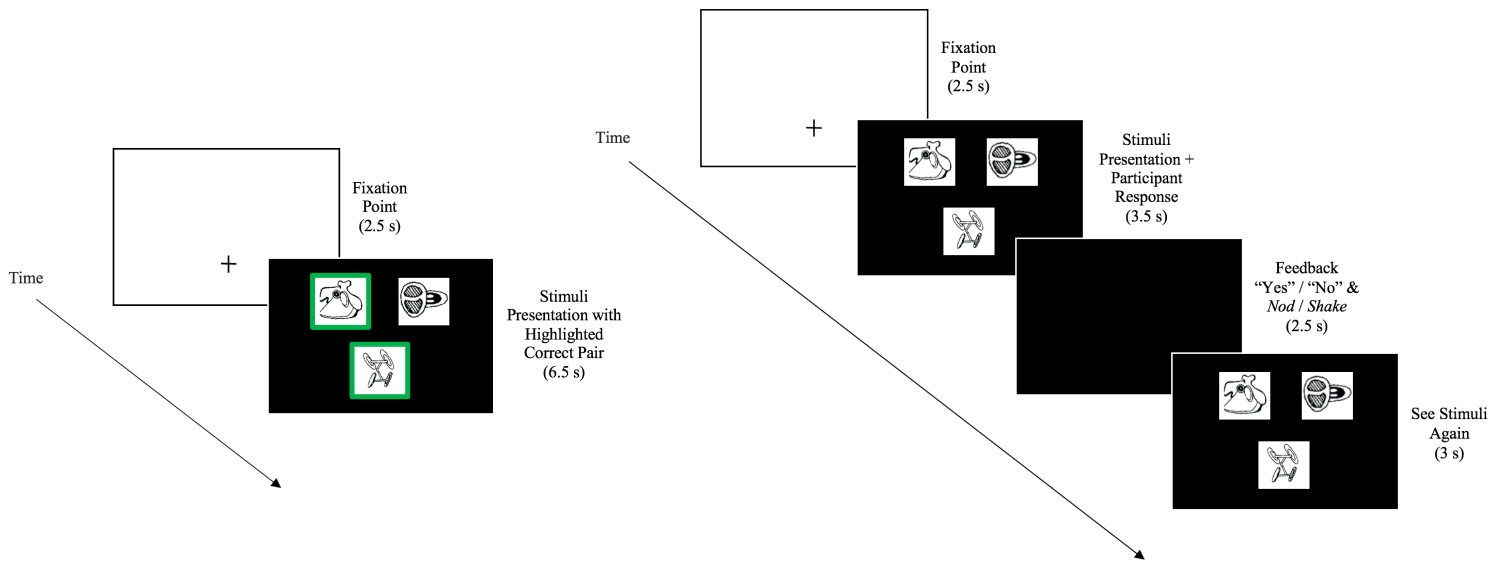 Time
Fixation
Point
(2.5 s)
Stimuli
Presentation with
Highlighted
Correct Pair
(6.5 s)
Time
Fixation
Point
(2.5 s)
Stimuli
Presentation +
Participant
Response
(3.5 s)
Feedback
“Yes” / “No” &
Nod / Shake
(2.5 s)
See Stimuli
Again
(3 s)